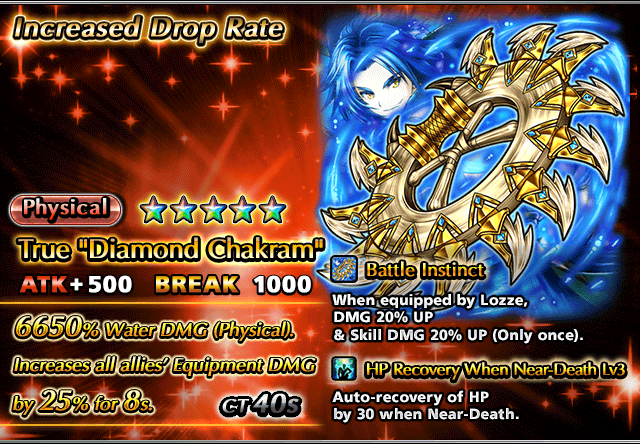 Increased Drop Rate
Physical
True "Diamond Chakram"
ATK+500 BREAK 1000
6650% Water DMG (Physical).
Increases all allies' Equipment DMG
by 25% for 8s. CT 40s
Battle Instinct
When equipped by Lozze,
DMG 20% UP
& Skill DMG 20% UP (Only once).
HP Recovery When Near-Death Lv3
Auto-recovery of HP
by 30 when Near-Death.